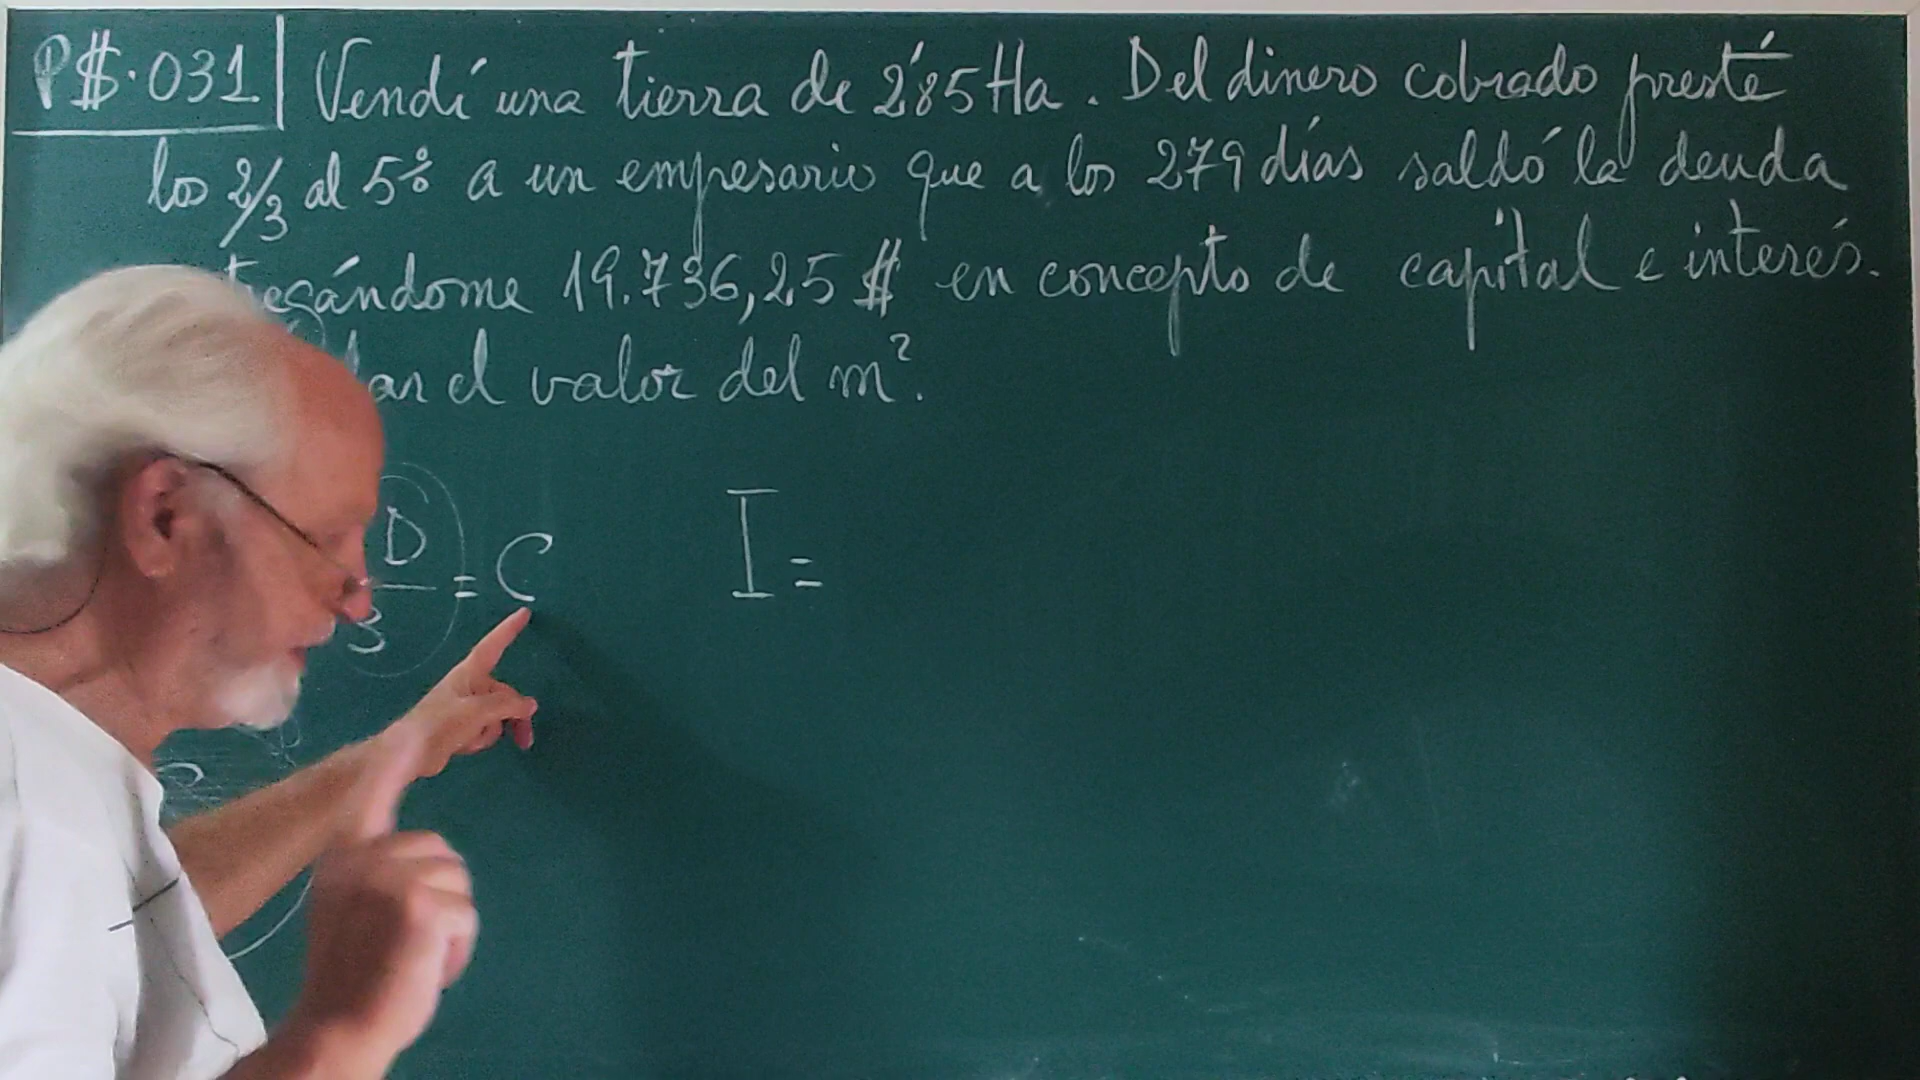 P$.031 Vendí una tierra de 2'85 Ha. Del dinero cobrado presté
los 2/3 al 5% a un empresario que a los 279 días saldó la deuda
tregándome 19.736,25 $ en concepto de capital e interés.
lar el valor del m².
D/3 = C I =